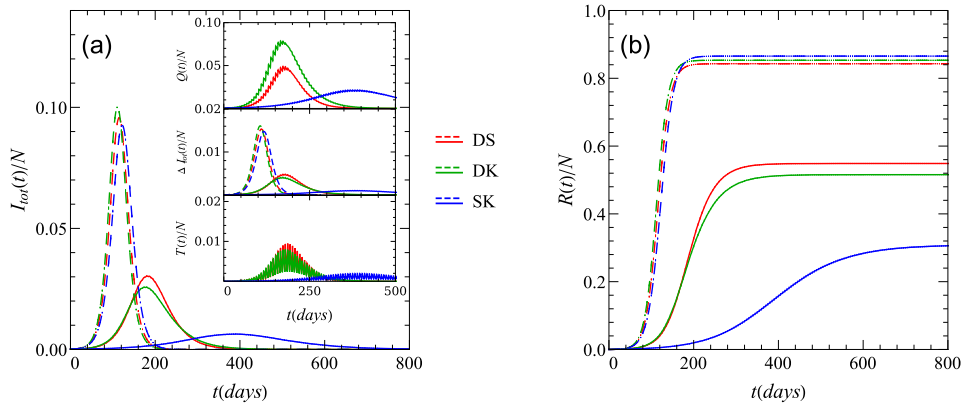 (a)
I_tot(t)/N
0.10
0.05
0.00
0 200 400 600 800
t(days)
Q(t)/N
0.05
0.02
Δ I_tot(t)/N
0.01
0.02
T(t)/N
0.01
0 250 500
t(days)
DS
DK
SK
(b)
R(t)/N
1.0
0.8
0.6
0.4
0.2
0.0
0 200 400 600 800
t(days)